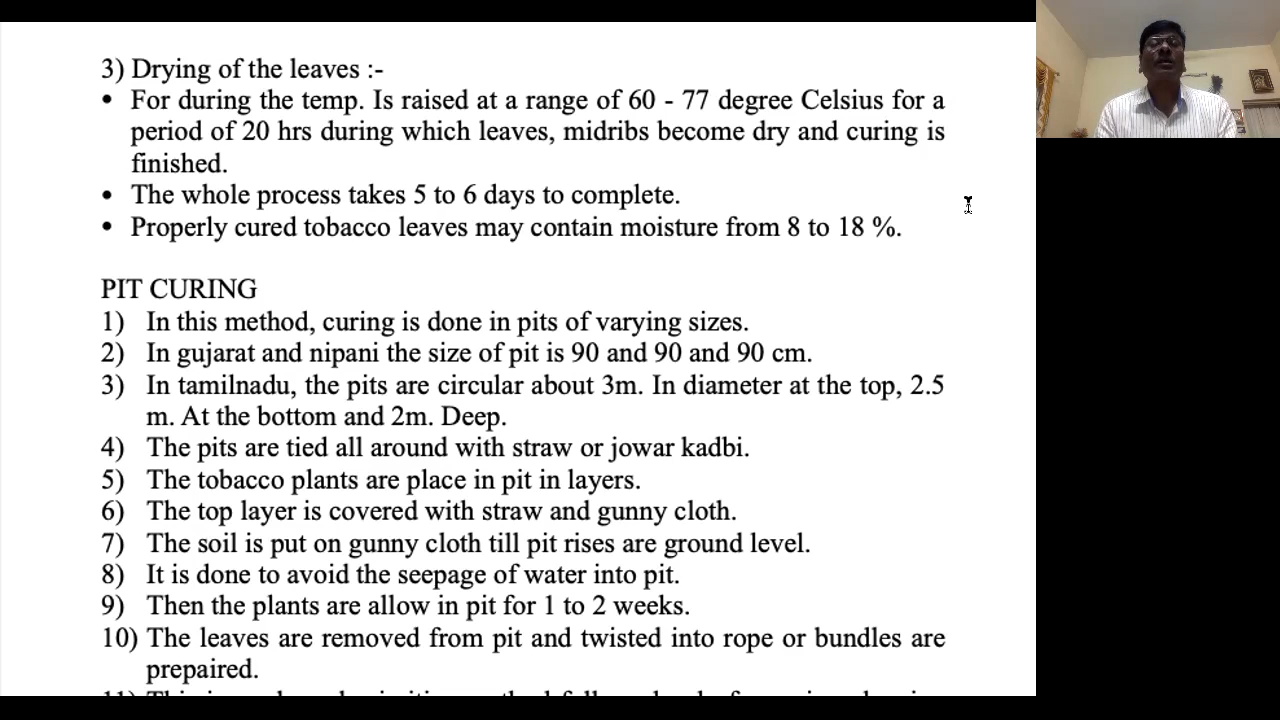 3) Drying of the leaves :-
• For during the temp. Is raised at a range of 60 - 77 degree Celsius for a
period of 20 hrs during which leaves, midribs become dry and curing is
finished.
• The whole process takes 5 to 6 days to complete.
• Properly cured tobacco leaves may contain moisture from 8 to 18 %.
PIT CURING
1) In this method, curing is done in pits of varying sizes.
2) In gujarat and nipani the size of pit is 90 and 90 and 90 cm.
3) In tamilnadu, the pits are circular about 3m. In diameter at the top, 2.5
m. At the bottom and 2m. Deep.
4) The pits are tied all around with straw or jowar kadbi.
5) The tobacco plants are place in pit in layers.
6) The top layer is covered with straw and gunny cloth.
7) The soil is put on gunny cloth till pit rises are ground level.
8) It is done to avoid the seepage of water into pit.
9) Then the plants are allow in pit for 1 to 2 weeks.
10) The leaves are removed from pit and twisted into rope or bundles are
prepaired.